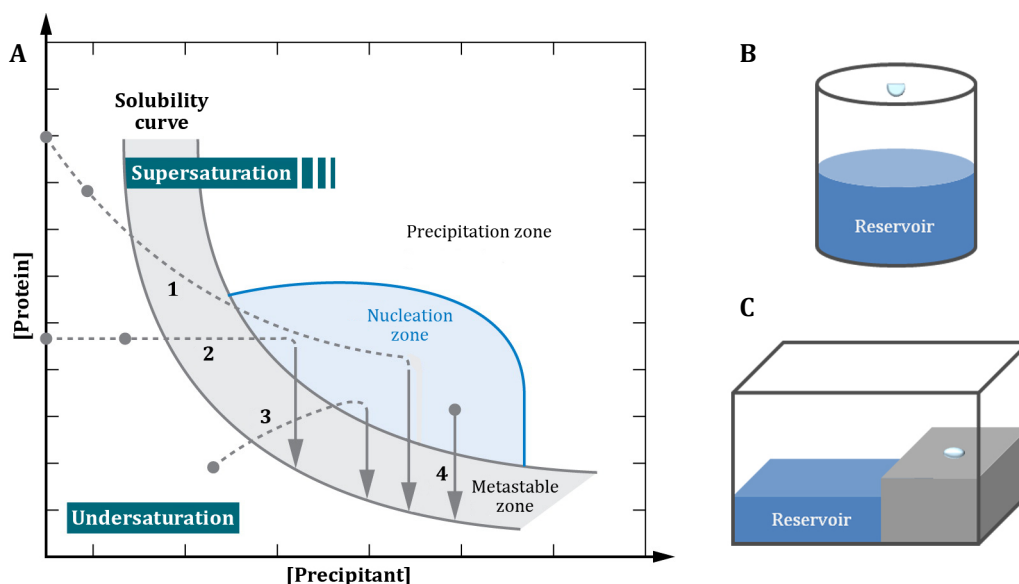 A
Solubility
curve
Supersaturation
Precipitation zone
1
Nucleation
zone
2
3
4
Metastable
zone
Undersaturation
[Protein]
[Precipitant]
B
Reservoir
C
Reservoir